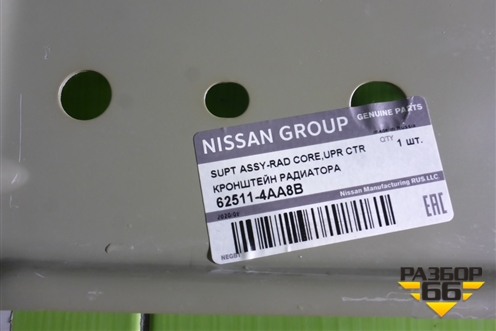 GENUINE PARTS
NISSAN GROUP
SUPT ASSY-RAD CORE,UPR CTR
QTY
1 шт.
КРОНШТЕЙН РАДИАТОРА
62511-4AA8B
Nissan Manufacturing RUS.LLC.
EAC
РАЗБОР
66